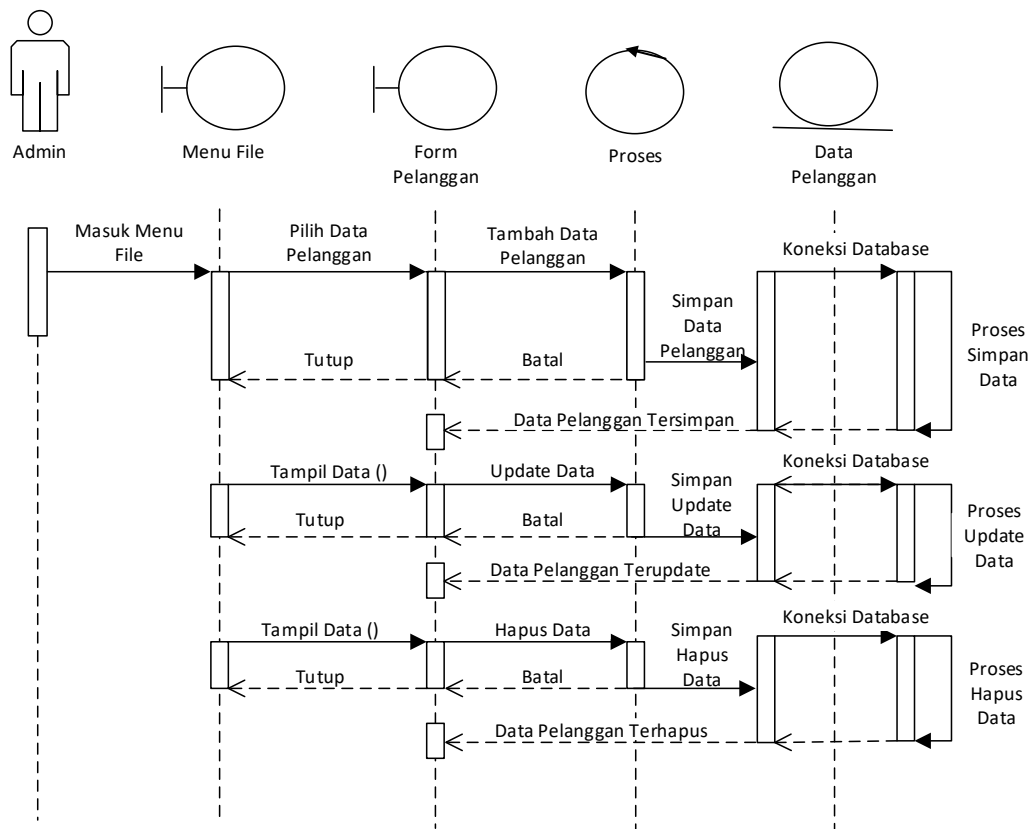 Admin
Menu File
Form
Pelanggan
Proses
Data
Pelanggan
Masuk Menu
File
Pilih Data
Pelanggan
Tambah Data
Pelanggan
Koneksi Database
Simpan
Data
Pelanggan
Proses
Simpan
Data
Tutup
Batal
Data Pelanggan Tersimpan
Tampil Data ()
Update Data
Simpan
Update
Data
Koneksi Database
Tutup
Batal
Proses
Update
Data
Data Pelanggan Terupdate
Tampil Data ()
Hapus Data
Simpan
Hapus
Data
Koneksi Database
Tutup
Batal
Proses
Hapus
Data
Data Pelanggan Terhapus